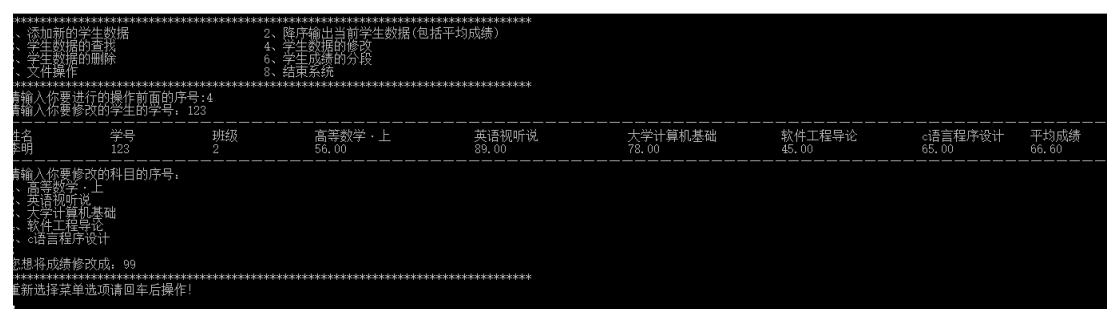 ********************************************************************************
、添加新的学生数据 2、降序输出当前学生数据(包括平均成绩)
、学生数据的查找 4、学生数据的修改
、学生数据的删除 6、学生成绩的分段
、文件操作 8、结束系统
********************************************************************************
请输入你要进行的操作前面的序号:4
请输入你要修改的学生的学号：123
姓名 学号 班级 高等数学·上 英语视听说 大学计算机基础 软件工程导论 c语言程序设计 平均成绩
李明 123 2 56.00 89.00 78.00 45.00 65.00 66.60
请输入你要修改的科目的序号：
、高等数学·上
、英语视听说
、大学计算机基础
、软件工程导论
、c语言程序设计
您想将成绩修改成：99
********************************************************************************
重新选择菜单选项请回车后操作!